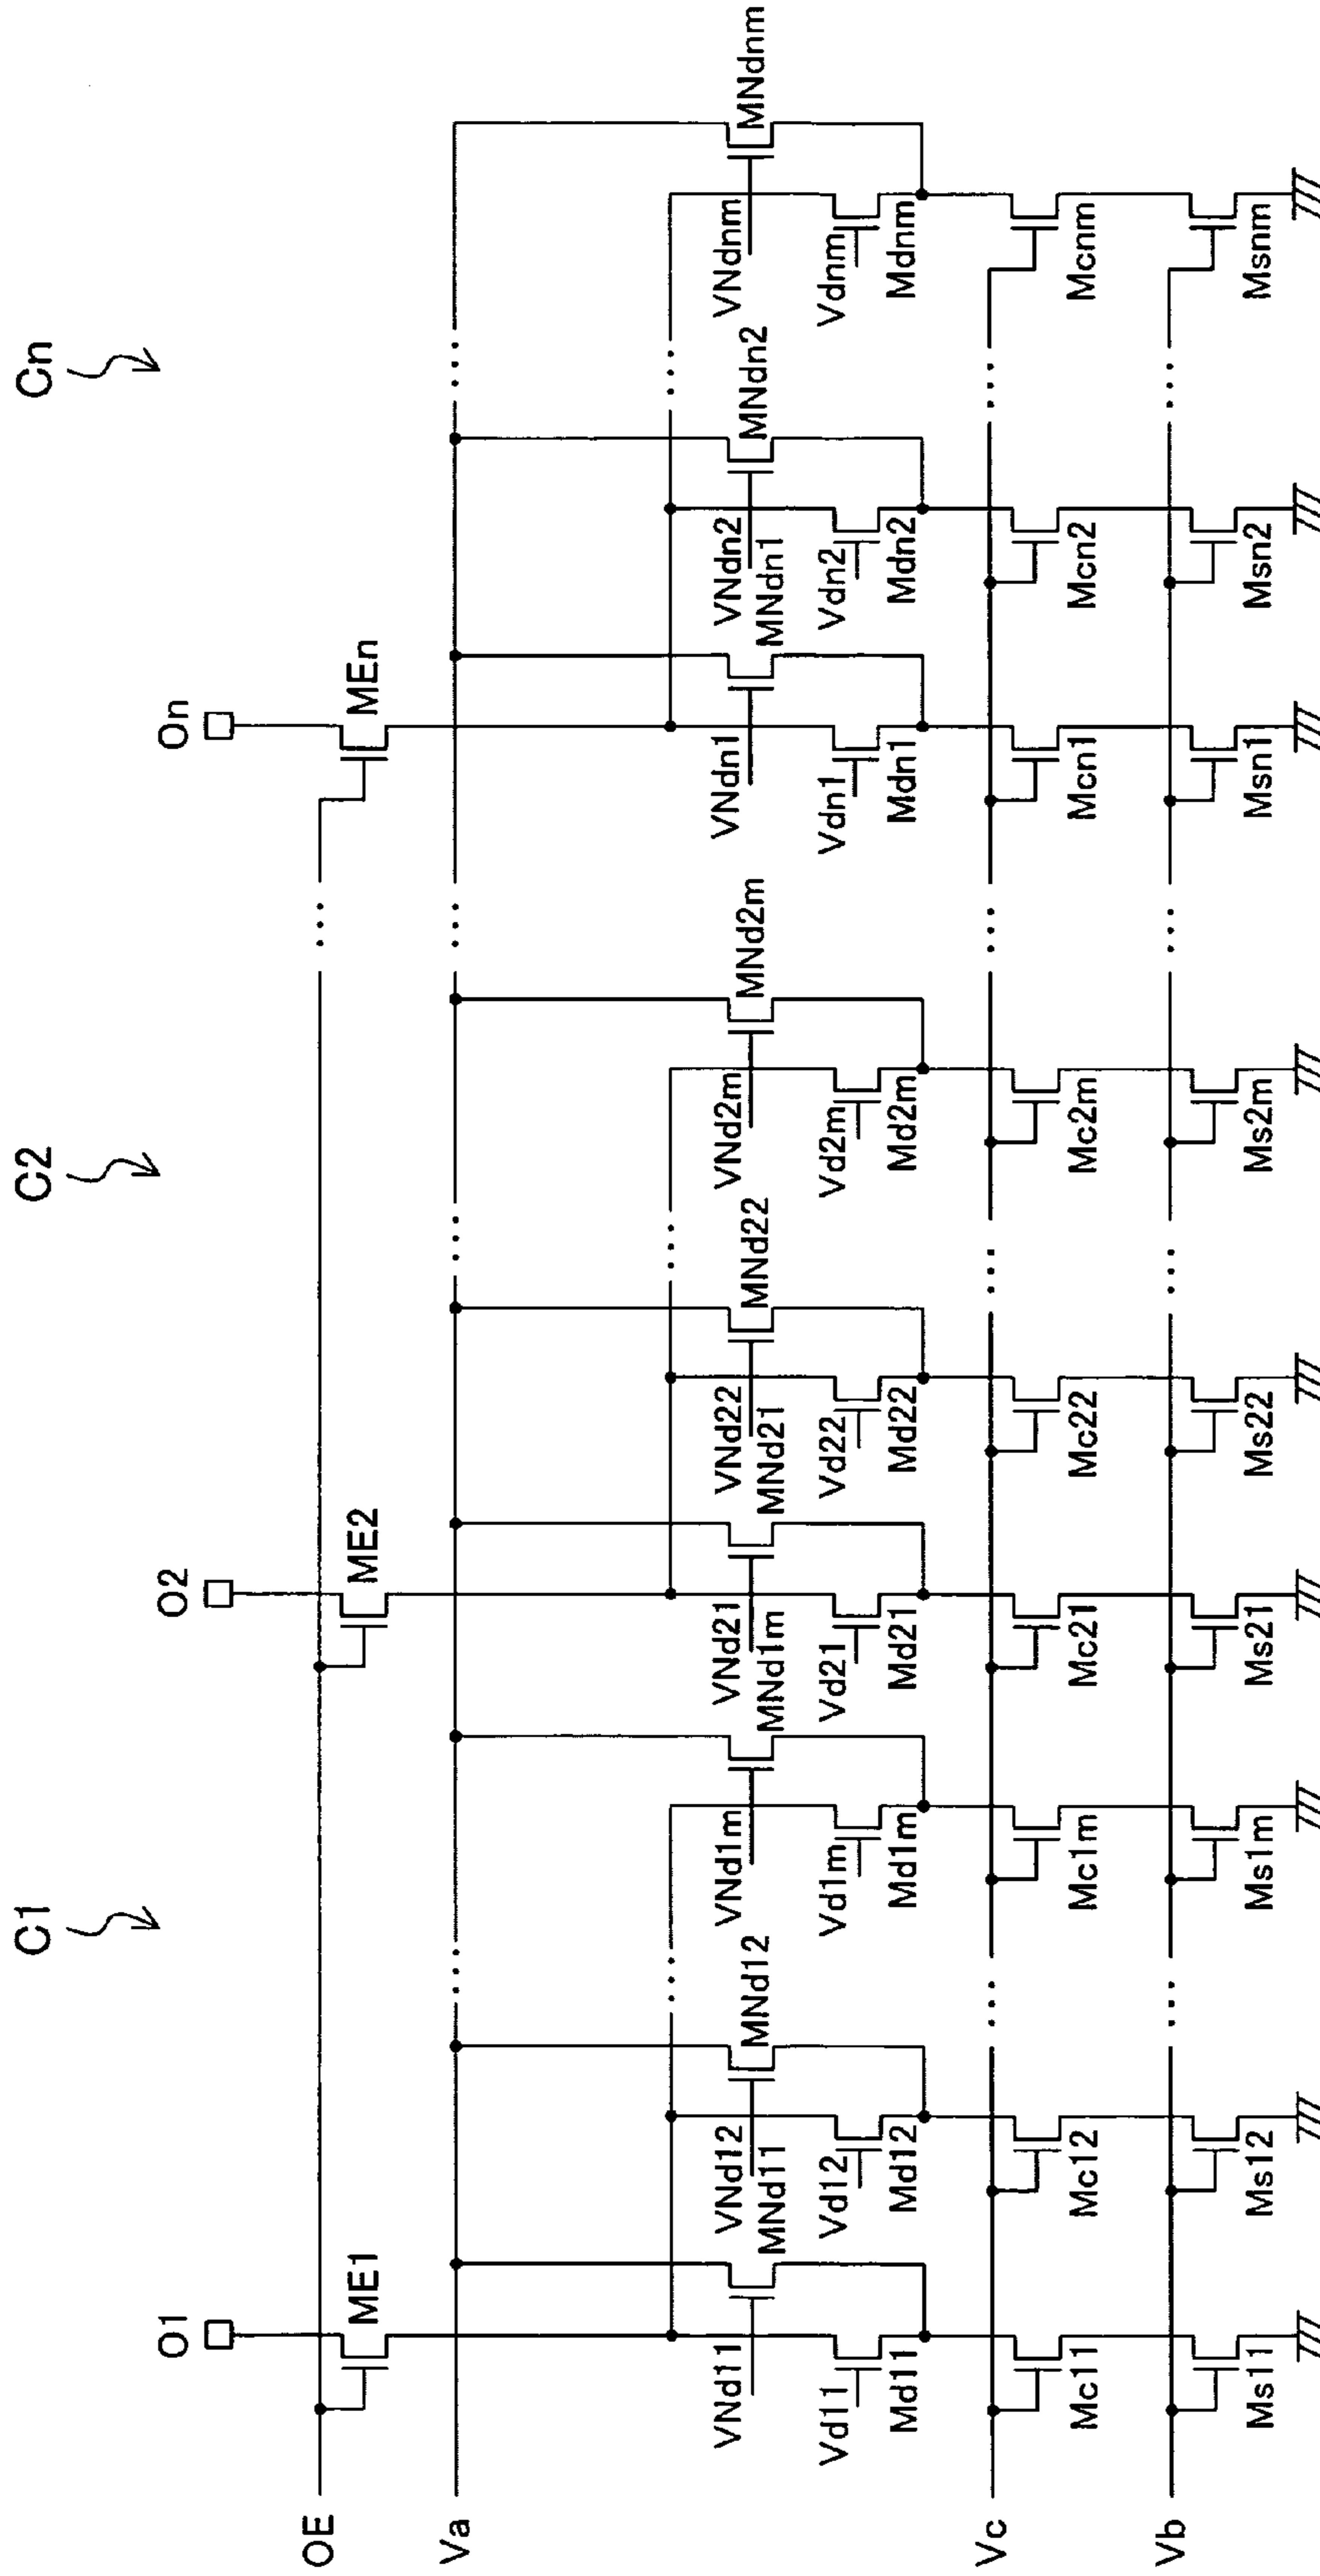 C1 C2 Cn
O1 O2 On
ME1 ME2 MEn
OE
Va
VNd11 MNd11 VNd12 MNd12 VNd1m MNd1m VNd21 MNd21 VNd22 MNd22 VNd2m MNd2m VNdn1 MNdn1 VNdn2 MNdn2 VNdnm MNdnm
Vd11 Vd12 Vd1m Vd21 Vd22 Vd2m Vdn1 Vdn2 Vdnm
Md11 Md12 Md1m Md21 Md22 Md2m Mdn1 Mdn2 Mdnm
Vc
Mc11 Mc12 Mc1m Mc21 Mc22 Mc2m Mcn1 Mcn2 Mcnm
Vb
Ms11 Ms12 Ms1m Ms21 Ms22 Ms2m Msn1 Msn2 Msnm